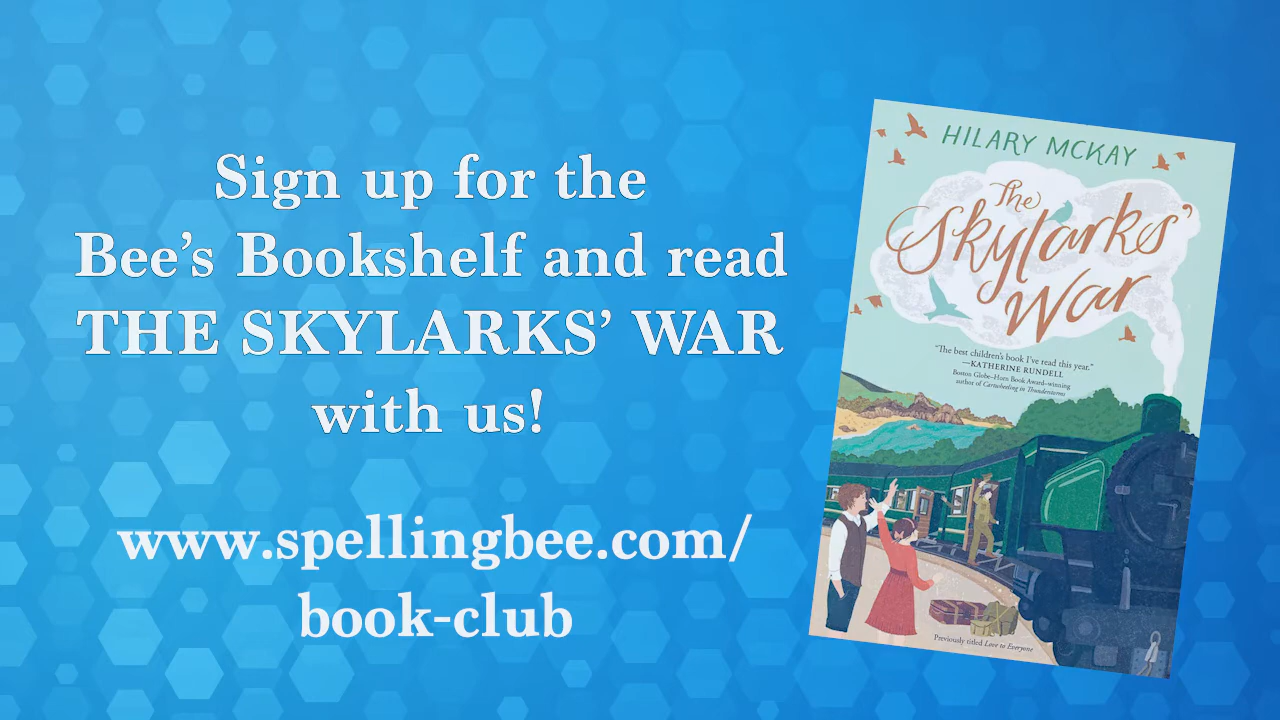 Sign up for the
Bee’s Bookshelf and read
THE SKYLARKS’ WAR
with us!
www.spellingbee.com/
book-club
HILARY MCKAY
The
Skylarks’
War
“The best children’s book I’ve read this year.”
—KATHERINE RUNDELL
Boston Globe–Horn Book Award–winning
author of Cartwheeling in Thunderstorms
Previously titled Love to Everyone